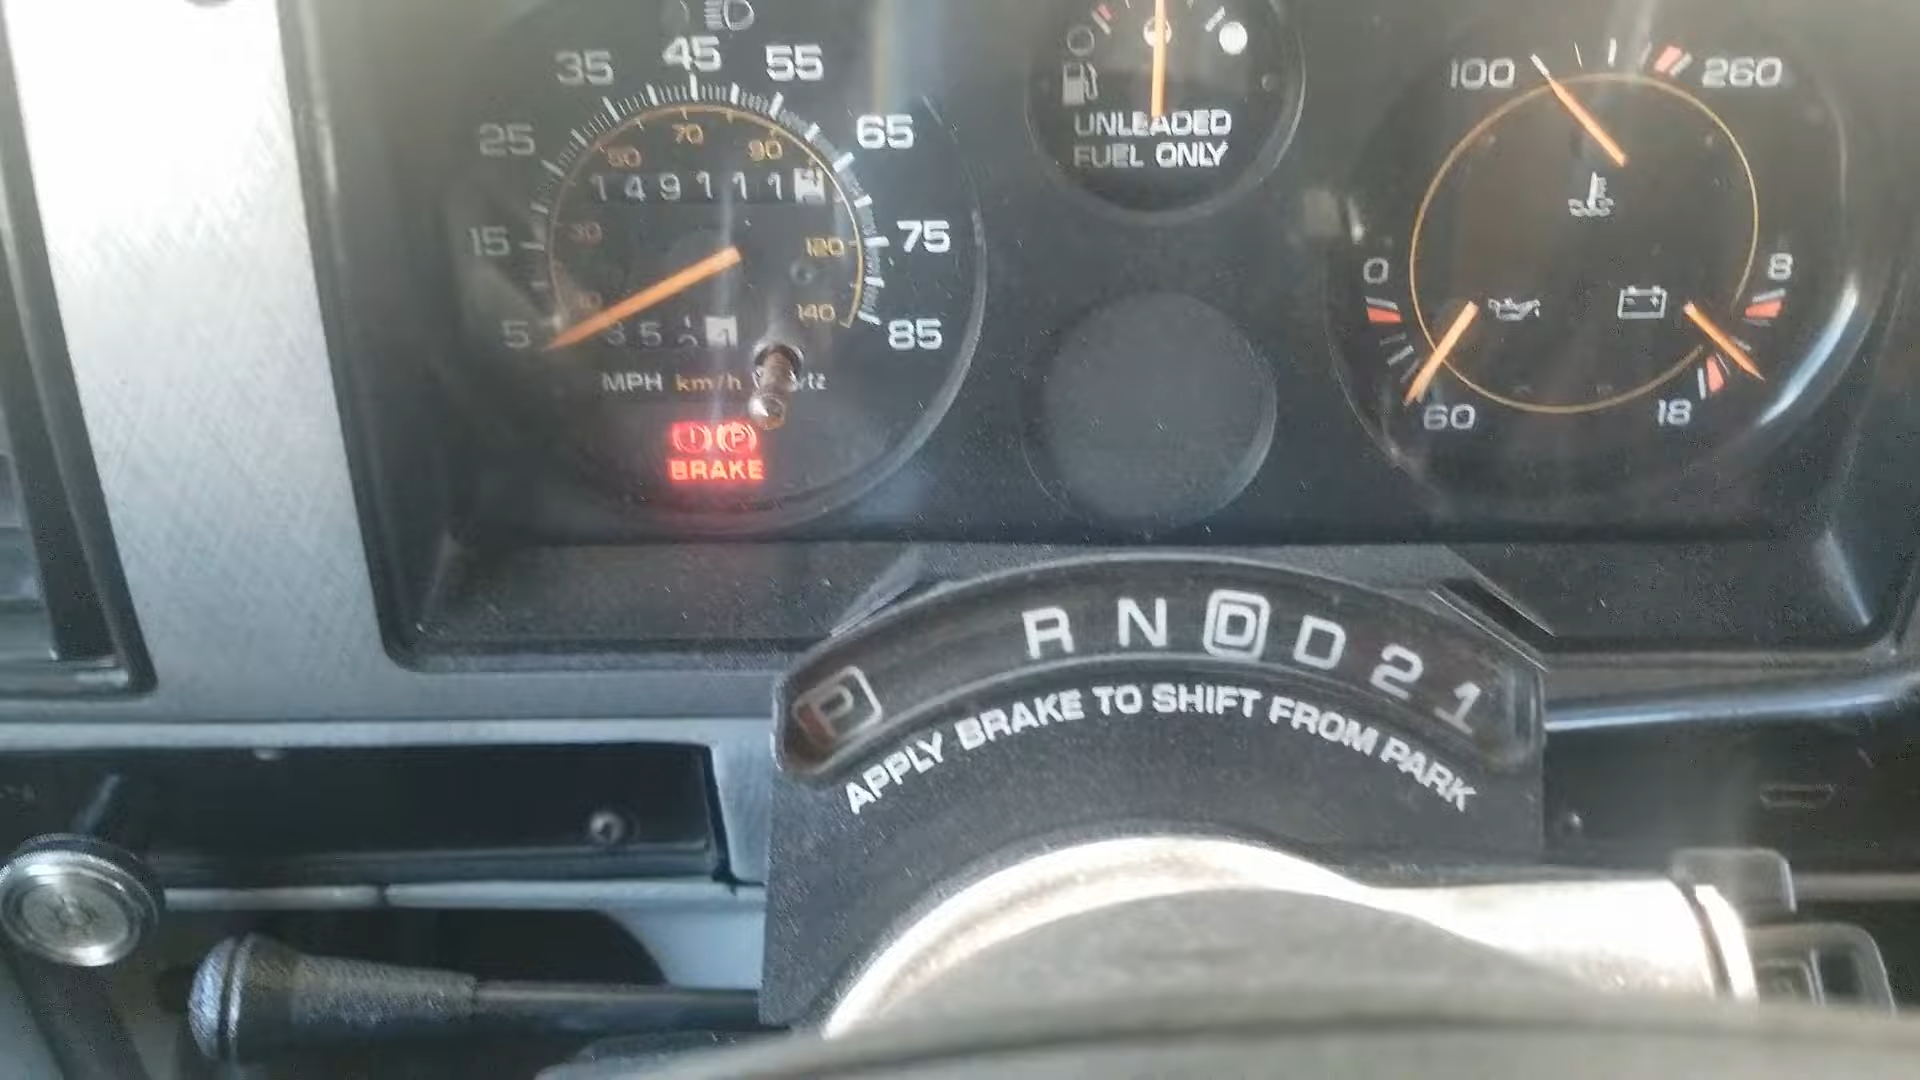 35 45 55
25 65
15 75
5 85
50 70 90
30 120
140
149111
MPH km/h
BRAKE
UNLEADED
FUEL ONLY
100 260
0 8
60 18
P R N D D 2 1
APPLY BRAKE TO SHIFT FROM PARK